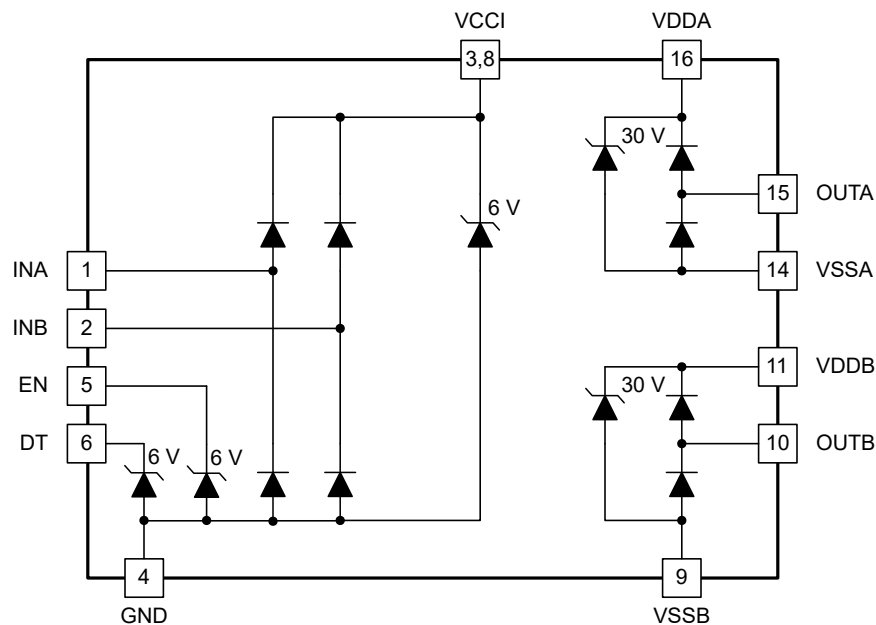 VCCI
VDDA
3,8
16
30 V
15
OUTA
6 V
INA
1
14
VSSA
INB
2
11
VDDB
EN
5
30 V
DT
6
10
OUTB
6 V
6 V
4
9
GND
VSSB